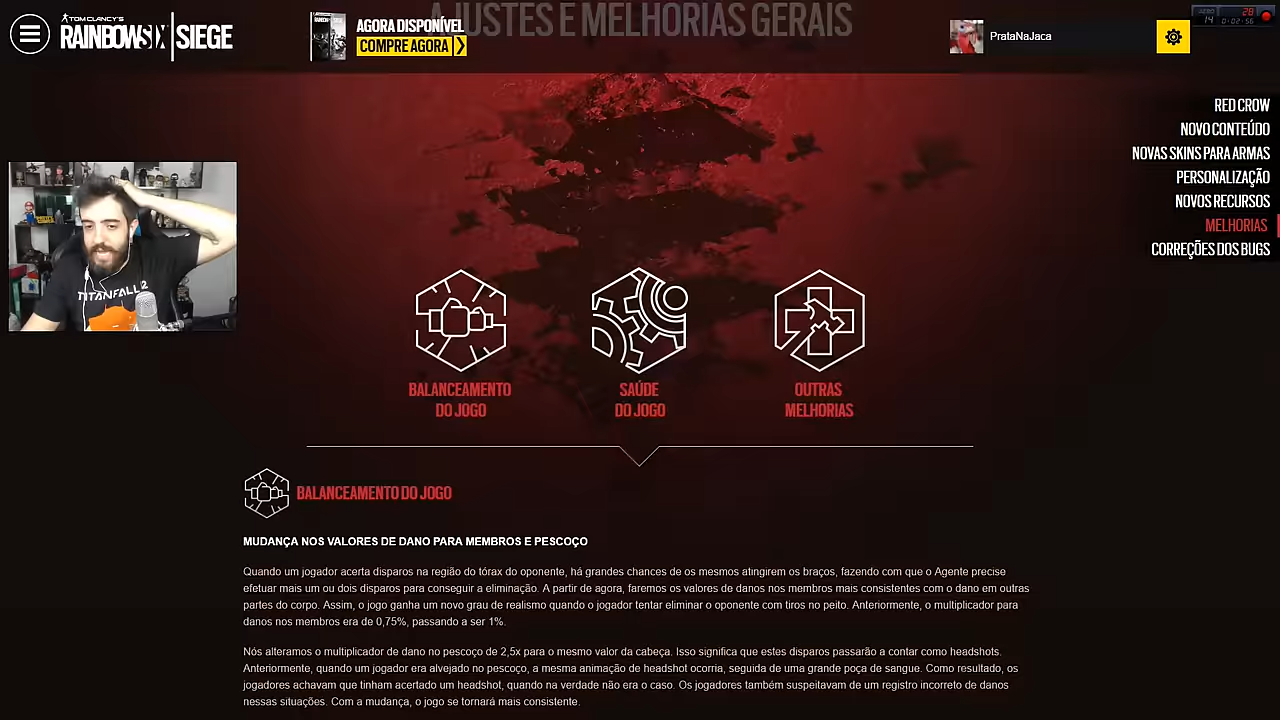 AJUSTES E MELHORIAS GERAIS
TOM CLANCY'S
RAINBOW SIX | SIEGE
AGORA DISPONÍVEL
COMPRE AGORA
PrataNaJaca
28
14 0:02:56
RED CROW
NOVO CONTEÚDO
NOVAS SKINS PARA ARMAS
PERSONALIZAÇÃO
NOVOS RECURSOS
MELHORIAS
CORREÇÕES DOS BUGS
TITANFALL 2
BALANCEAMENTO
DO JOGO
SAÚDE
DO JOGO
OUTRAS
MELHORIAS
BALANCEAMENTO DO JOGO
MUDANÇA NOS VALORES DE DANO PARA MEMBROS E PESCOÇO
Quando um jogador acerta disparos na região do tórax do oponente, há grandes chances de os mesmos atingirem os braços, fazendo com que o Agente precise
efetuar mais um ou dois disparos para conseguir a eliminação. A partir de agora, faremos os valores de danos nos membros mais consistentes com o dano em outras
partes do corpo. Assim, o jogo ganha um novo grau de realismo quando o jogador tentar eliminar o oponente com tiros no peito. Anteriormente, o multiplicador para
danos nos membros era de 0,75%, passando a ser 1%.
Nós alteramos o multiplicador de dano no pescoço de 2,5x para o mesmo valor da cabeça. Isso significa que estes disparos passarão a contar como headshots.
Anteriormente, quando um jogador era alvejado no pescoço, a mesma animação de headshot ocorria, seguida de uma grande poça de sangue. Como resultado, os
jogadores achavam que tinham acertado um headshot, quando na verdade não era o caso. Os jogadores também suspeitavam de um registro incorreto de danos
nessas situações. Com a mudança, o jogo se tornará mais consistente.